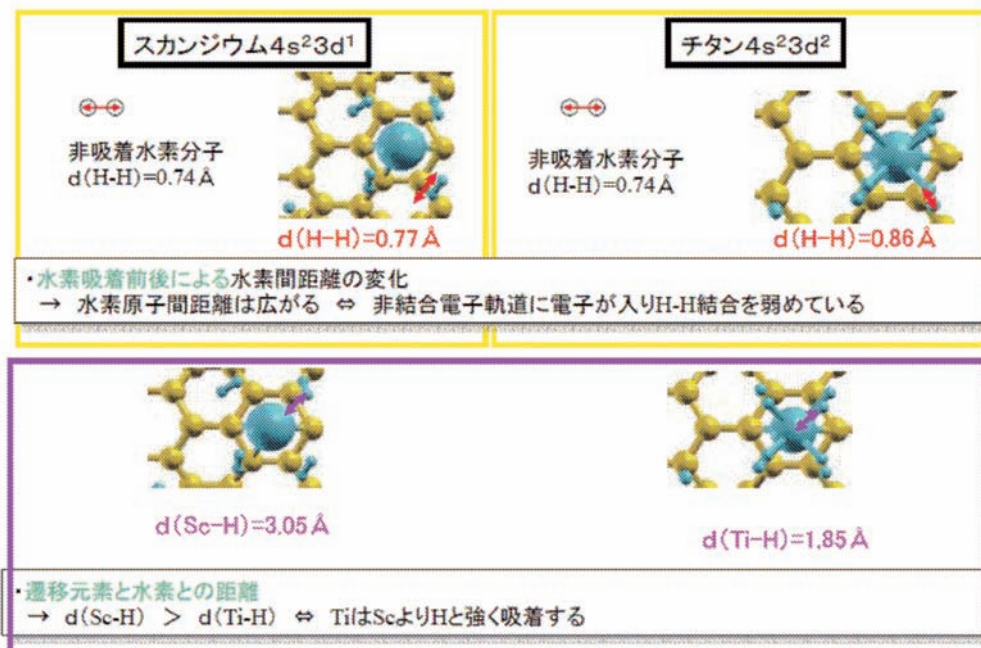 スカンジウム4s²3d¹
チタン4s²3d²
非吸着水素分子
d(H-H)=0.74Å
d(H-H)=0.77Å
非吸着水素分子
d(H-H)=0.74Å
d(H-H)=0.86Å
・水素吸着前後による水素間距離の変化
→ 水素原子間距離は広がる ⇔ 非結合電子軌道に電子が入りH-H結合を弱めている
d(Sc-H)=3.05Å
d(Ti-H)=1.85Å
・遷移元素と水素との距離
→ d(Sc-H) > d(Ti-H) ⇔ TiはScよりHと強く吸着する